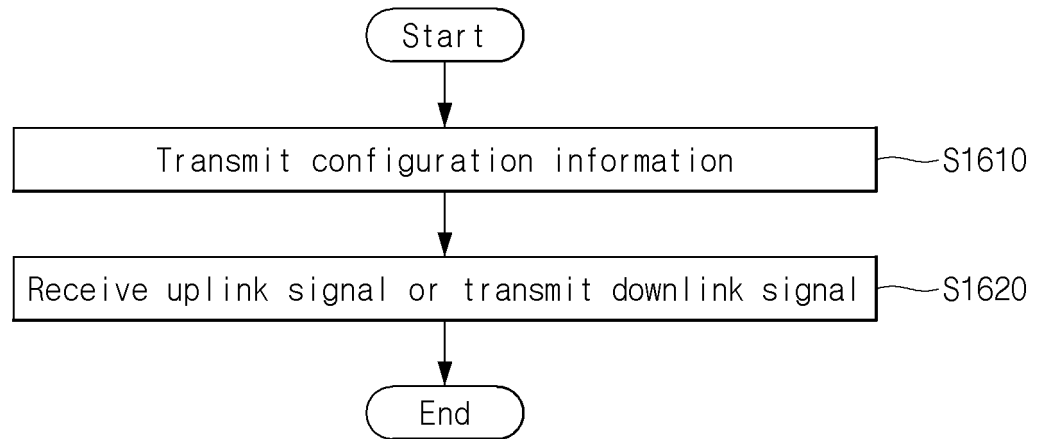 Start
Transmit configuration information
S1610
Receive uplink signal or transmit downlink signal
S1620
End